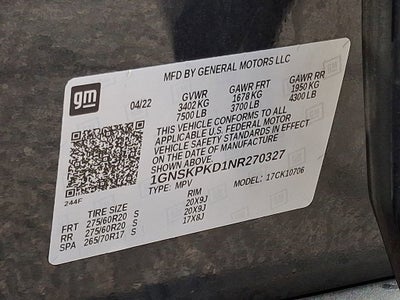 gm
MFD BY GENERAL MOTORS LLC
04/22
GVWR GAWR FRT GAWR RR
3402 KG 1678 KG 1950 KG
7500 LB 3700 LB 4300 LB
THIS VEHICLE CONFORMS TO ALL
APPLICABLE U.S. FEDERAL MOTOR
VEHICLE SAFETY STANDARDS IN EFFECT
ON THE DATE OF MANUFACTURE
SHOWN ABOVE.
1GNSKPKD1NR270327
TYPE: MPV MODEL: 17CK10706
244F
TIRE SIZE RIM
FRT 275/60R20 S 20X9J
RR 275/60R20 S 20X9J
SPA 265/70R17 S 17X8J